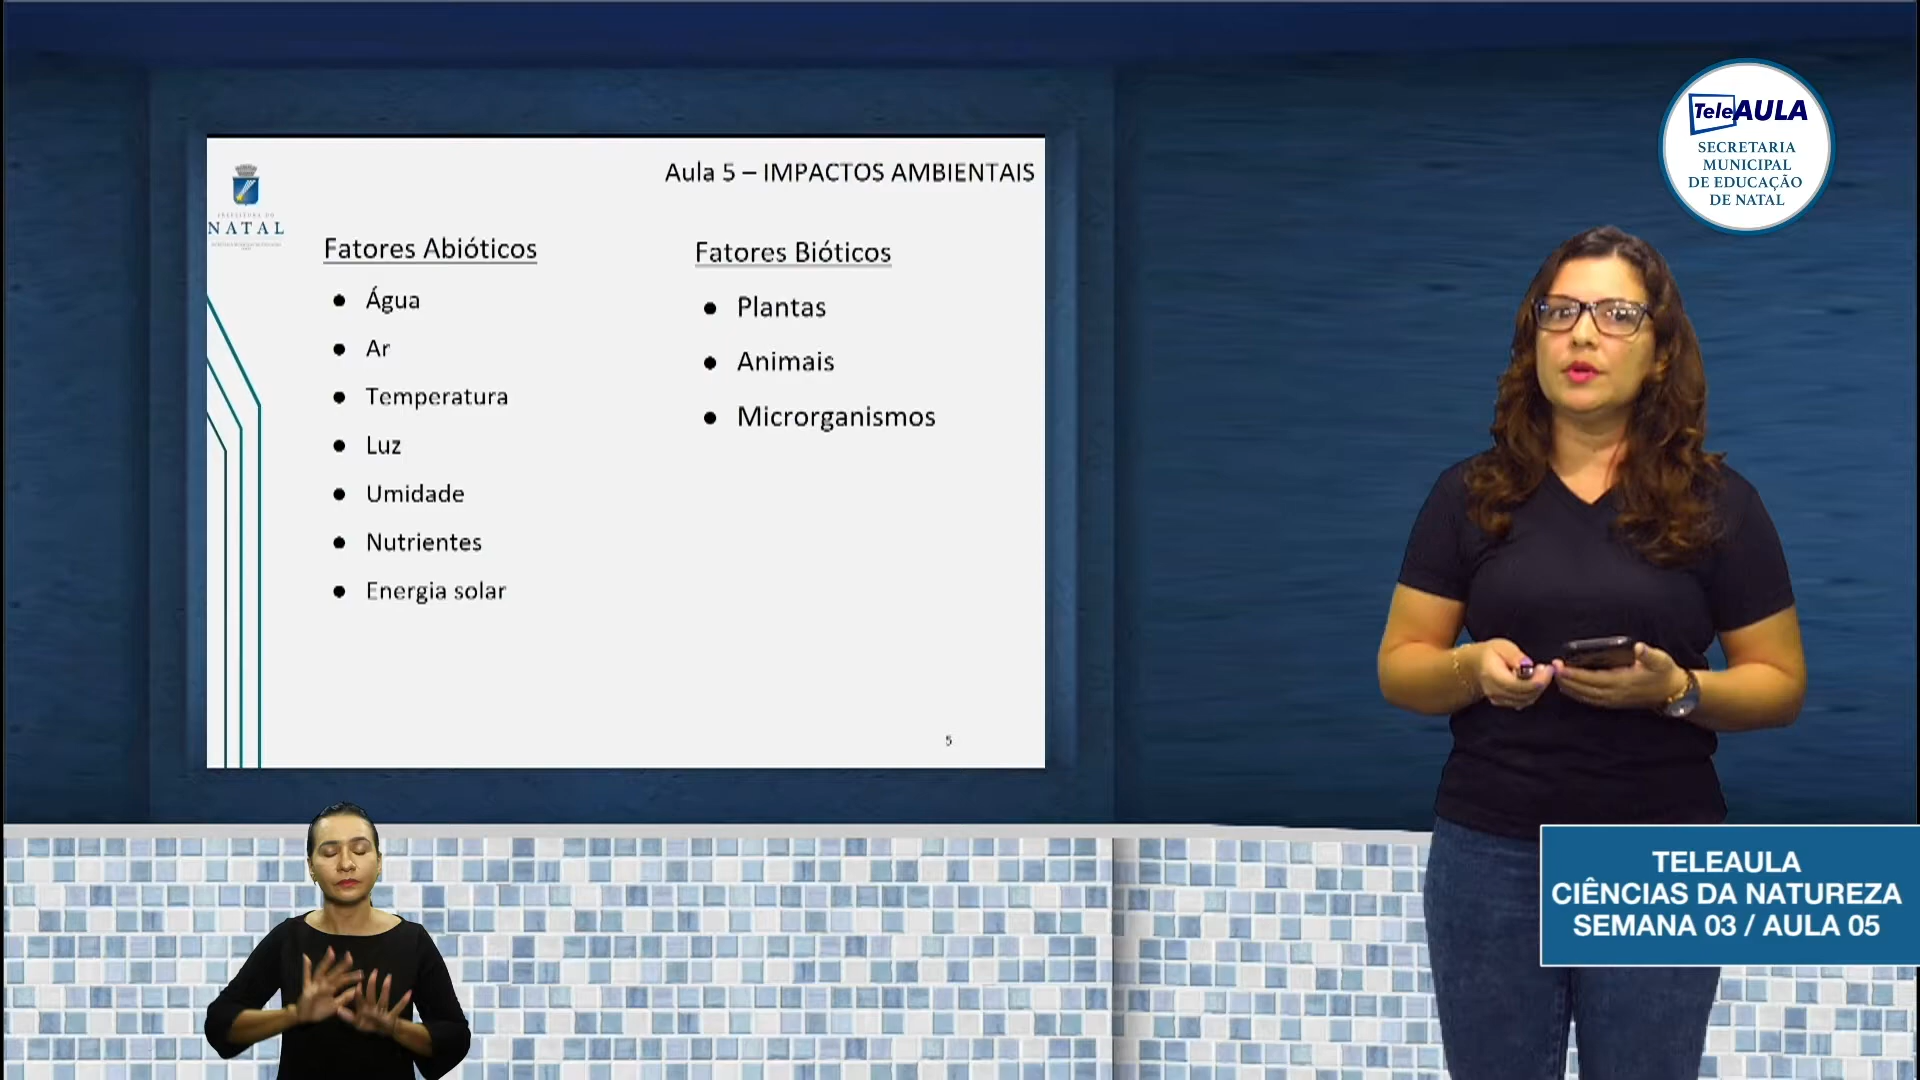 TeleAULA
SECRETARIA
MUNICIPAL
DE EDUCAÇÃO
DE NATAL
Aula 5 – IMPACTOS AMBIENTAIS
NATAL
Fatores Abióticos
● Água
● Ar
● Temperatura
● Luz
● Umidade
● Nutrientes
● Energia solar
Fatores Bióticos
● Plantas
● Animais
● Microrganismos
5
TELEAULA
CIÊNCIAS DA NATUREZA
SEMANA 03 / AULA 05